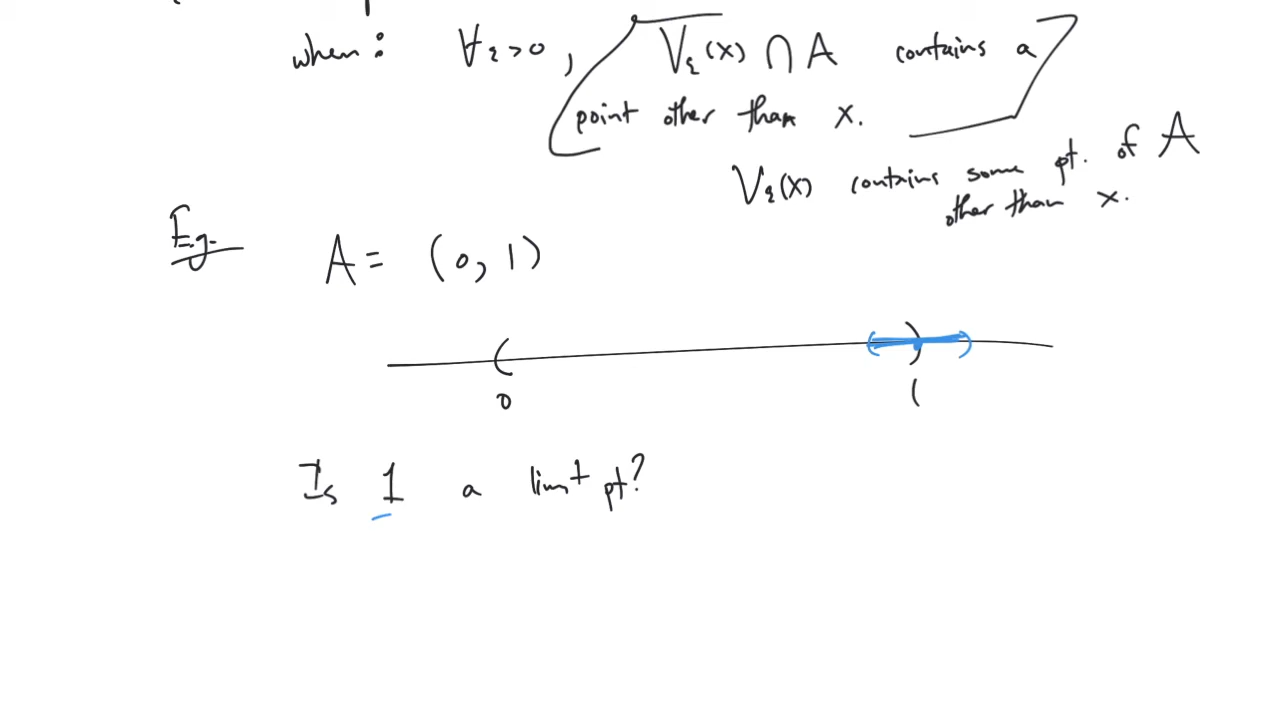 when: ∀ε>0, Vε(x) ∩ A contains a
point other than x.
Vε(x) contains some pt. of A
other than x.
E.g. A = (0, 1)
0 1
Is 1 a limit pt?